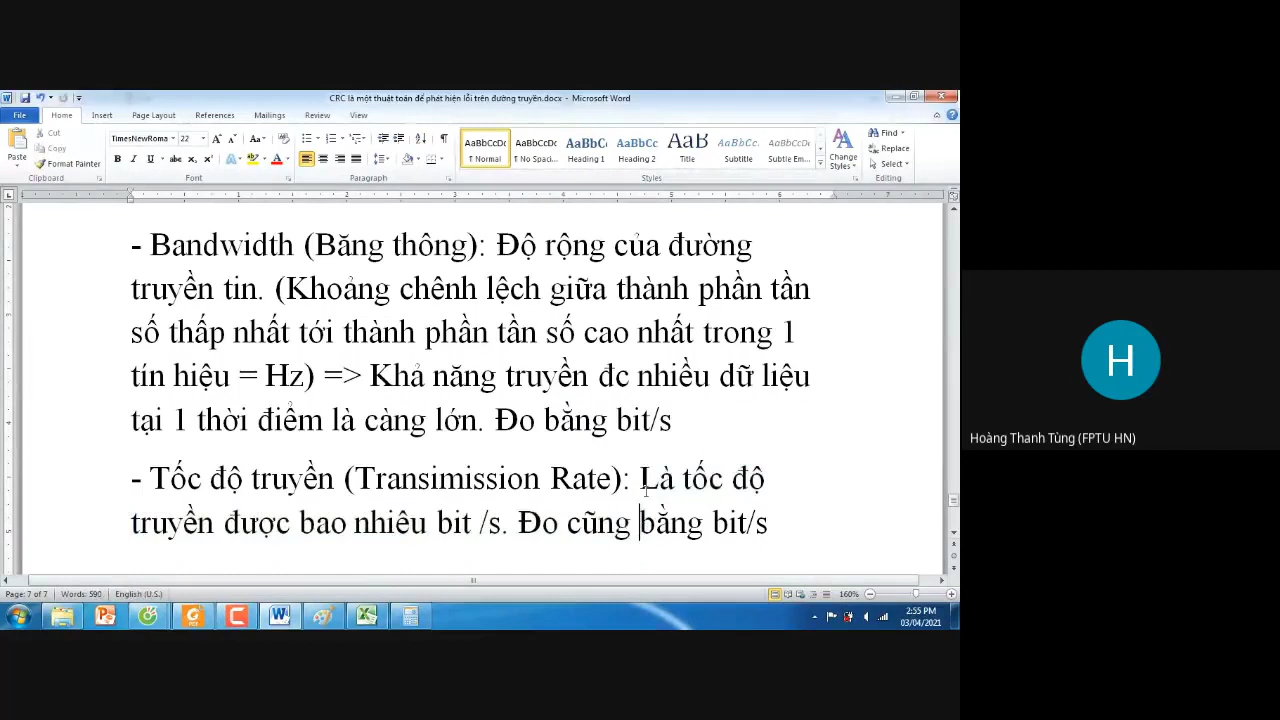 CRC là một thuật toán để phát hiện lỗi trên đường truyền.docx - Microsoft Word
File Home Insert Page Layout References Mailings Review View
Paste
Cut
Copy
Format Painter
Clipboard
TimesNewRoma 22
Font
Paragraph
AaBbCcDc AaBbCcDc AaBbC AaBbCc AaB AaBbCc. AaBbCcDc
¶ Normal ¶ No Spaci... Heading 1 Heading 2 Title Subtitle Subtle Em...
Styles
Change Styles
Find
Replace
Select
Editing
- Bandwidth (Băng thông): Độ rộng của đường
truyền tin. (Khoảng chênh lệch giữa thành phần tần
số thấp nhất tới thành phần tần số cao nhất trong 1
tín hiệu = Hz) => Khả năng truyền đc nhiều dữ liệu
tại 1 thời điểm là càng lớn. Đo bằng bit/s
- Tốc độ truyền (Transimission Rate): Là tốc độ
truyền được bao nhiêu bit /s. Đo cũng bằng bit/s
Page: 7 of 7 Words: 590 English (U.S.) 160%
2:55 PM
03/04/2021
H
Hoàng Thanh Tùng (FPTU HN)